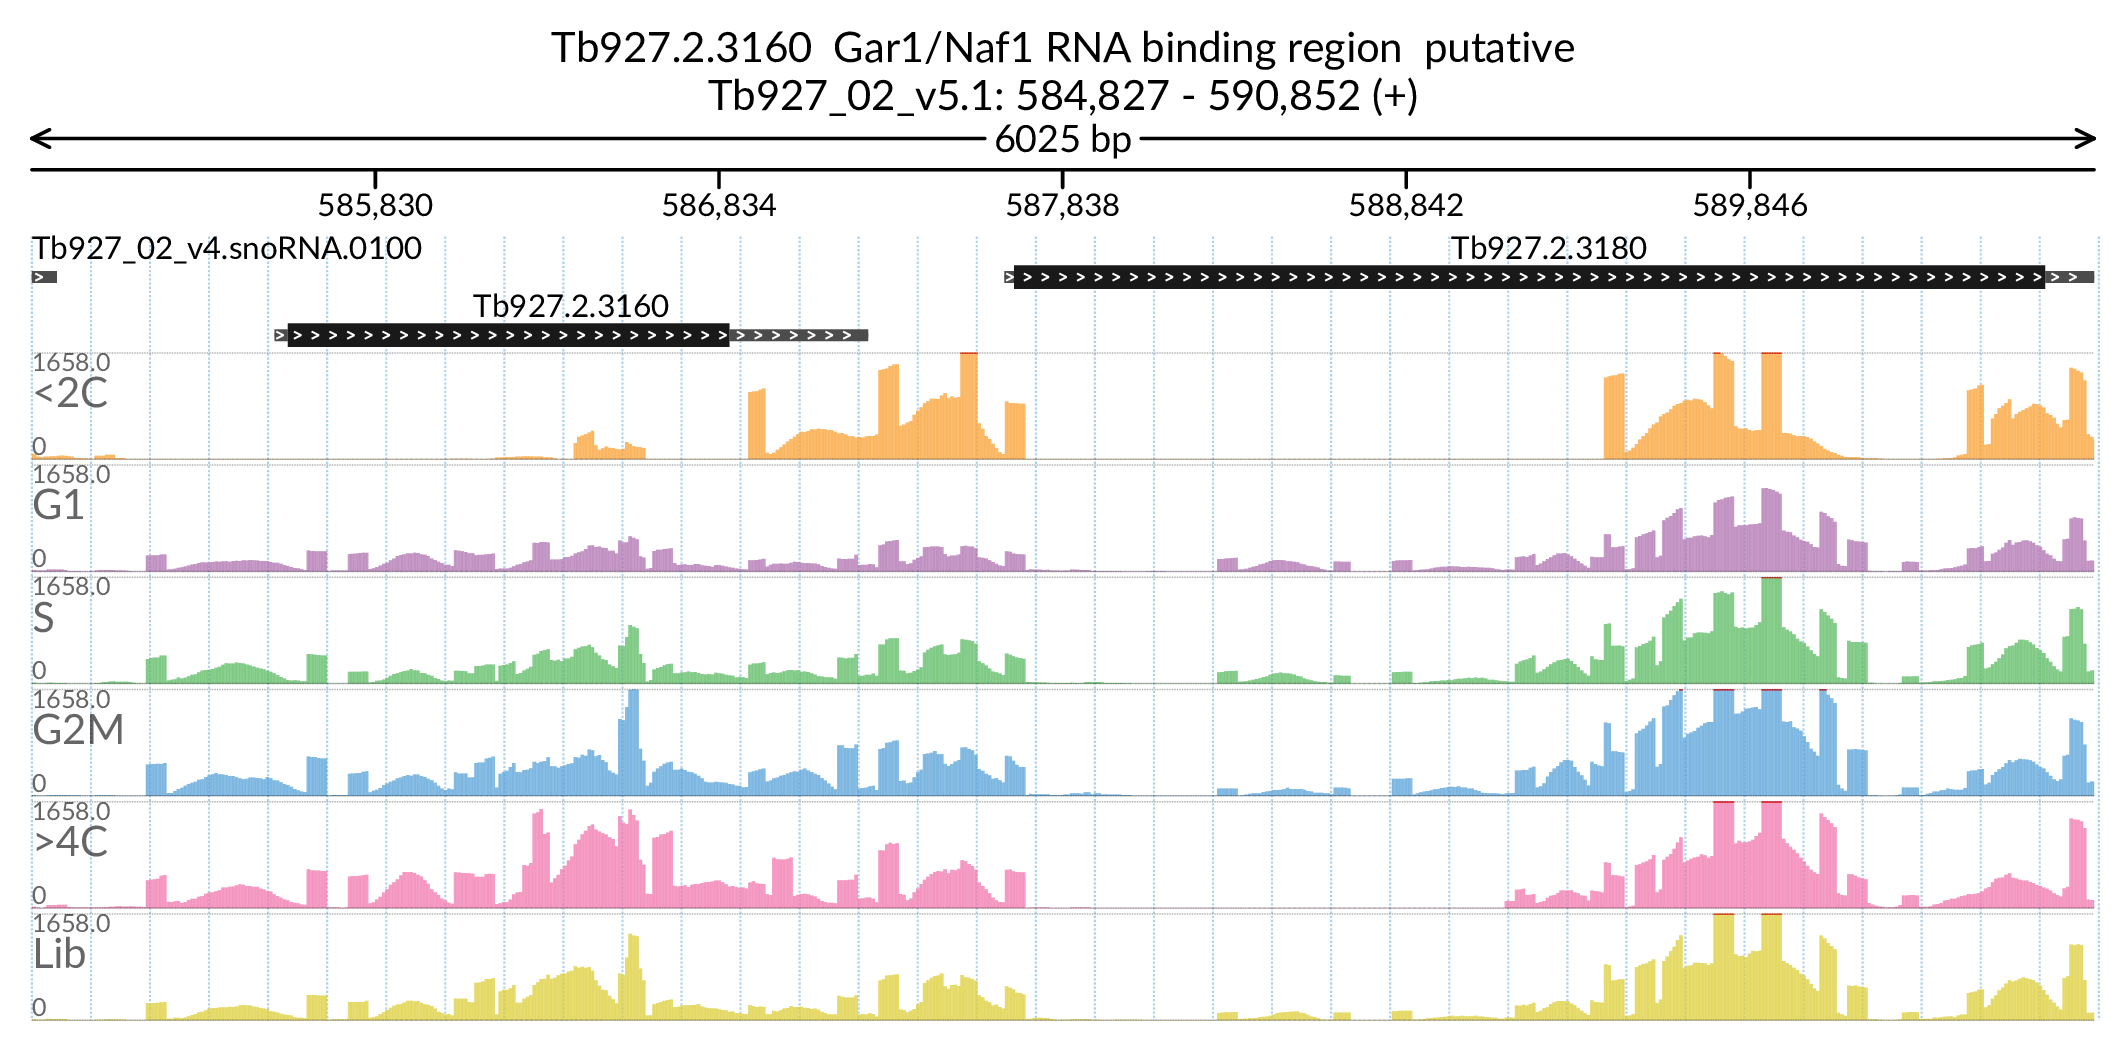 Tb927.2.3160  Gar1/Naf1 RNA binding region  putative
Tb927_02_v5.1: 584,827 - 590,852 (+)
6025 bp
585,830 586,834 587,838 588,842 589,846
Tb927_02_v4.snoRNA.0100 Tb927.2.3180
Tb927.2.3160
1658.0
<2C
0
1658.0
G1
0
1658.0
S
0
1658.0
G2M
0
1658.0
>4C
0
1658.0
Lib
0